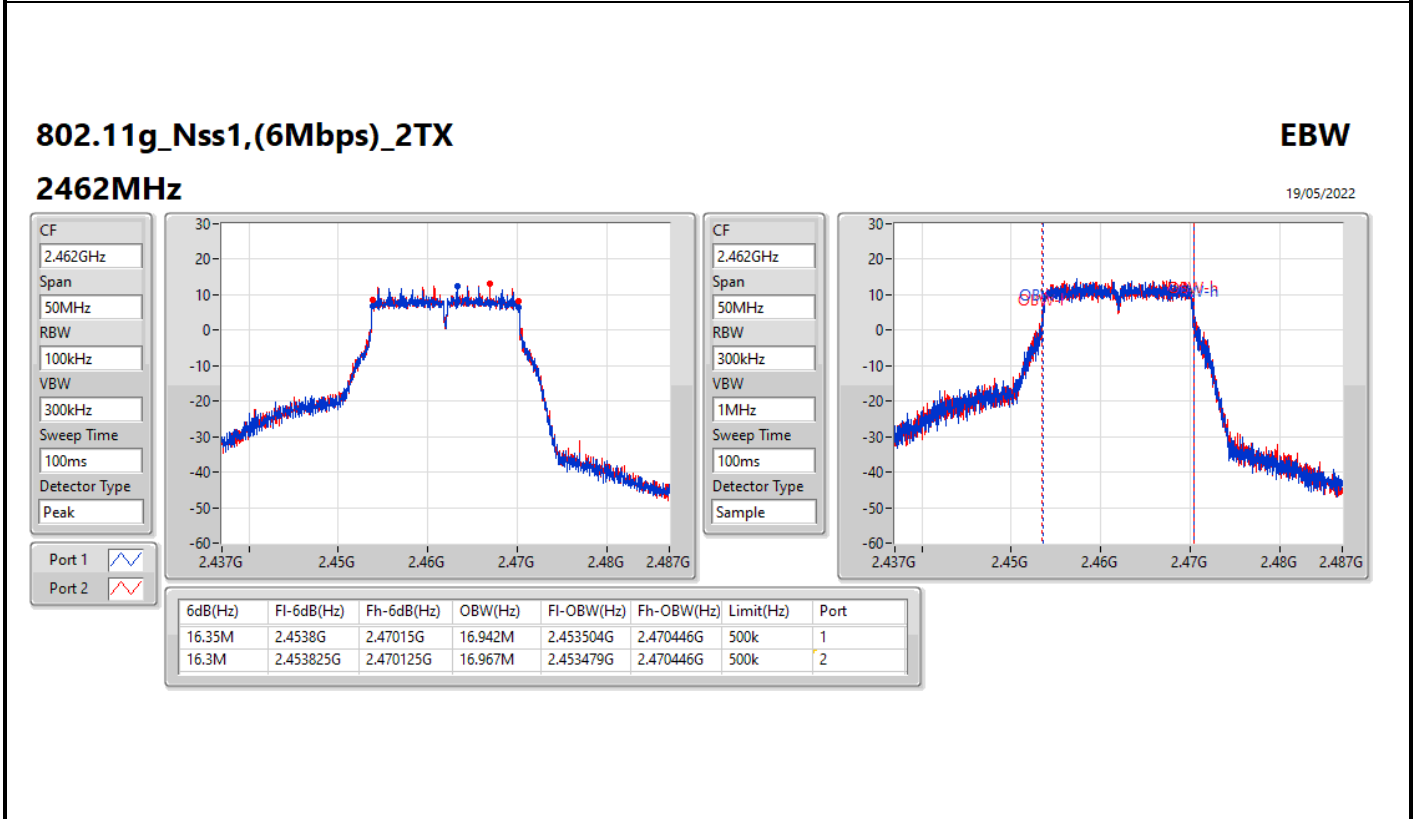 802.11g_Nss1,(6Mbps)_2TX
EBW
2462MHz
19/05/2022
CF
2.462GHz
Span
50MHz
RBW
100kHz
VBW
300kHz
Sweep Time
100ms
Detector Type
Peak
Port 1
Port 2
30
20
10
0
-10
-20
-30
-40
-50
-60
2.437G 2.45G 2.46G 2.47G 2.48G 2.487G
CF
2.462GHz
Span
50MHz
RBW
300kHz
VBW
1MHz
Sweep Time
100ms
Detector Type
Sample
30
20
10
0
-10
-20
-30
-40
-50
-60
OBW-h
2.437G 2.45G 2.46G 2.47G 2.48G 2.487G
6dB(Hz) Fl-6dB(Hz) Fh-6dB(Hz) OBW(Hz) Fl-OBW(Hz) Fh-OBW(Hz) Limit(Hz) Port
16.35M 2.4538G 2.47015G 16.942M 2.453504G 2.470446G 500k 1
16.3M 2.453825G 2.470125G 16.967M 2.453479G 2.470446G 500k 2